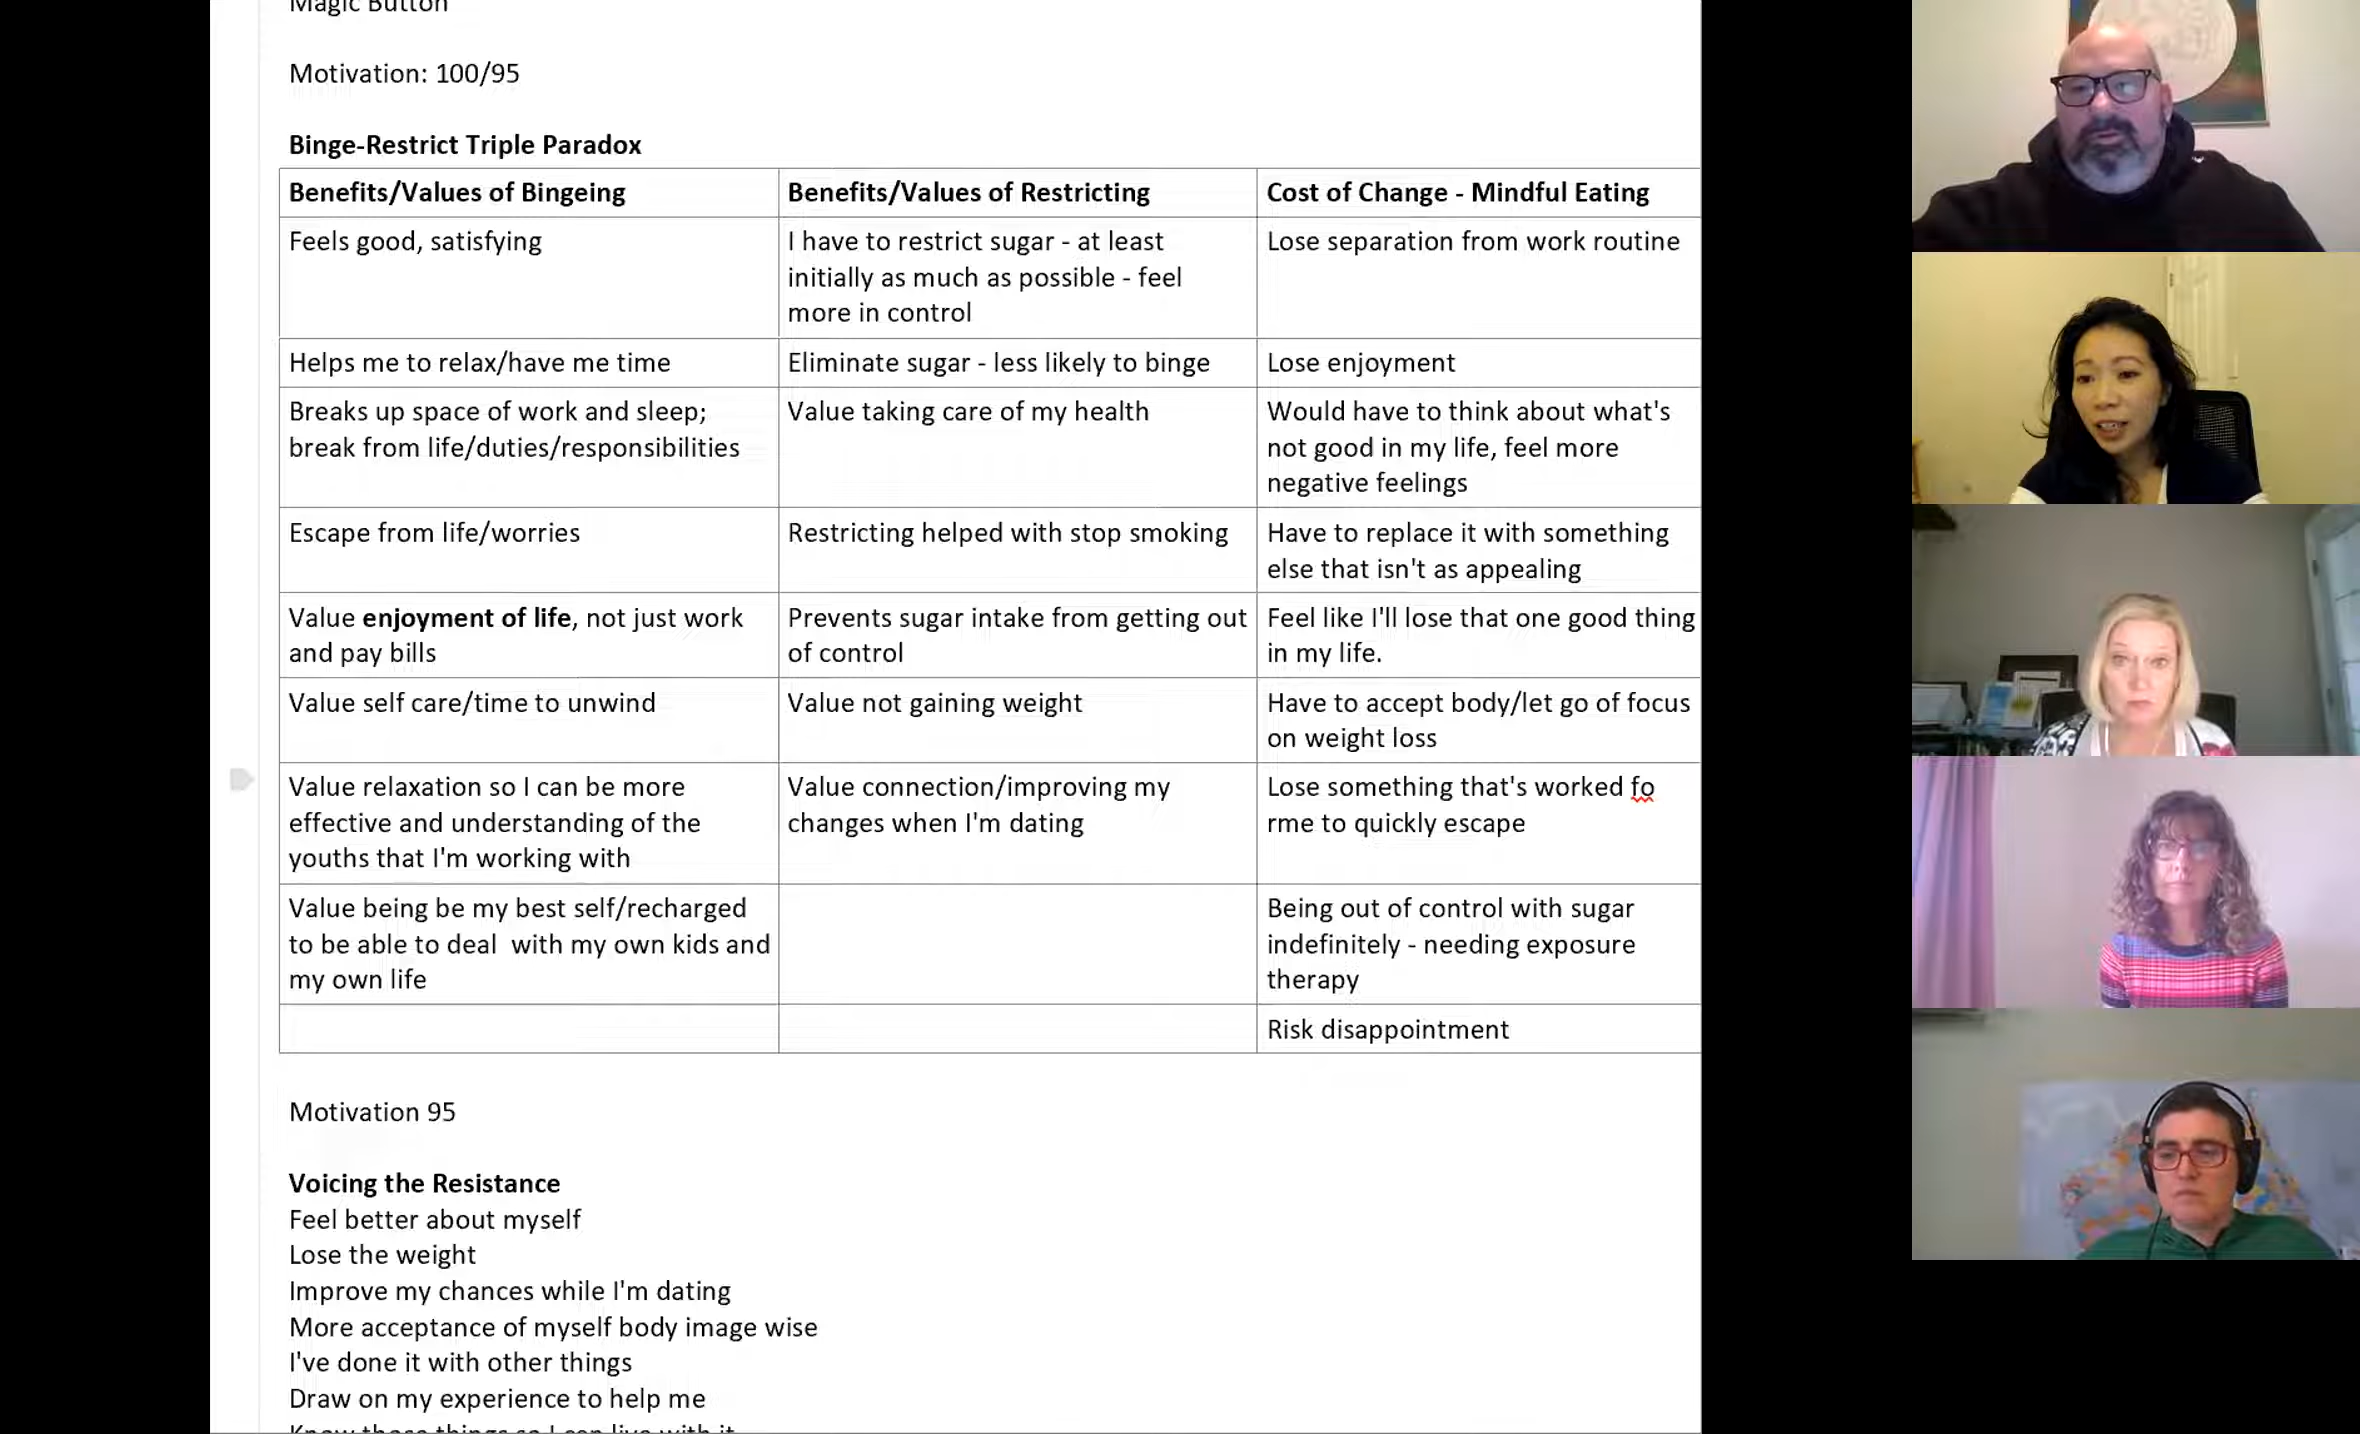 Magic Button
Motivation: 100/95
Binge-Restrict Triple Paradox
Benefits/Values of Bingeing
Benefits/Values of Restricting
Cost of Change - Mindful Eating
Feels good, satisfying
I have to restrict sugar - at least
initially as much as possible - feel
more in control
Lose separation from work routine
Helps me to relax/have me time
Eliminate sugar - less likely to binge
Lose enjoyment
Breaks up space of work and sleep;
break from life/duties/responsibilities
Value taking care of my health
Would have to think about what's
not good in my life, feel more
negative feelings
Escape from life/worries
Restricting helped with stop smoking
Have to replace it with something
else that isn't as appealing
Value enjoyment of life, not just work
and pay bills
Prevents sugar intake from getting out
of control
Feel like I'll lose that one good thing
in my life.
Value self care/time to unwind
Value not gaining weight
Have to accept body/let go of focus
on weight loss
Value relaxation so I can be more
effective and understanding of the
youths that I'm working with
Value connection/improving my
changes when I'm dating
Lose something that's worked fo
rme to quickly escape
Value being be my best self/recharged
to be able to deal  with my own kids and
my own life
Being out of control with sugar
indefinitely - needing exposure
therapy
Risk disappointment
Motivation 95
Voicing the Resistance
Feel better about myself
Lose the weight
Improve my chances while I'm dating
More acceptance of myself body image wise
I've done it with other things
Draw on my experience to help me
Know these things so I can live with it